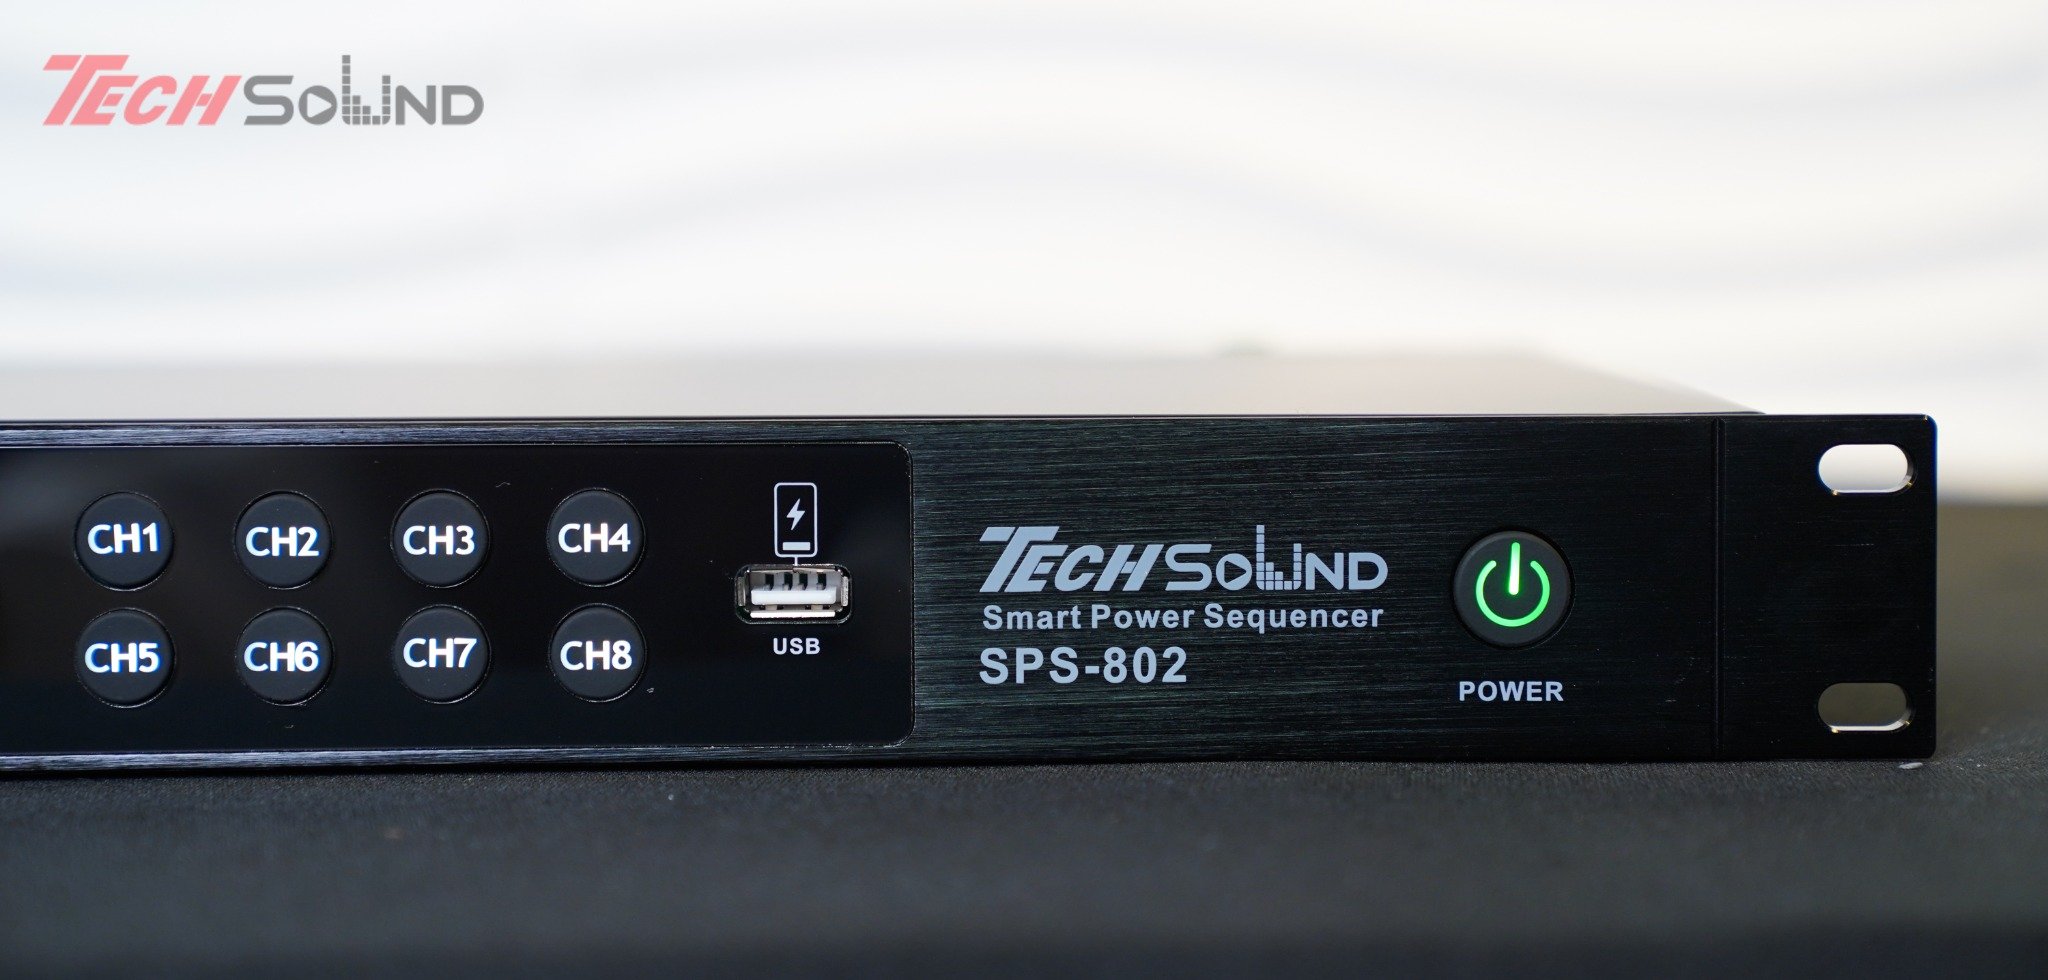 TECHSOUND
CH1 CH2 CH3 CH4
CH5 CH6 CH7 CH8
USB
TECHSOUND
Smart Power Sequencer
SPS-802
POWER